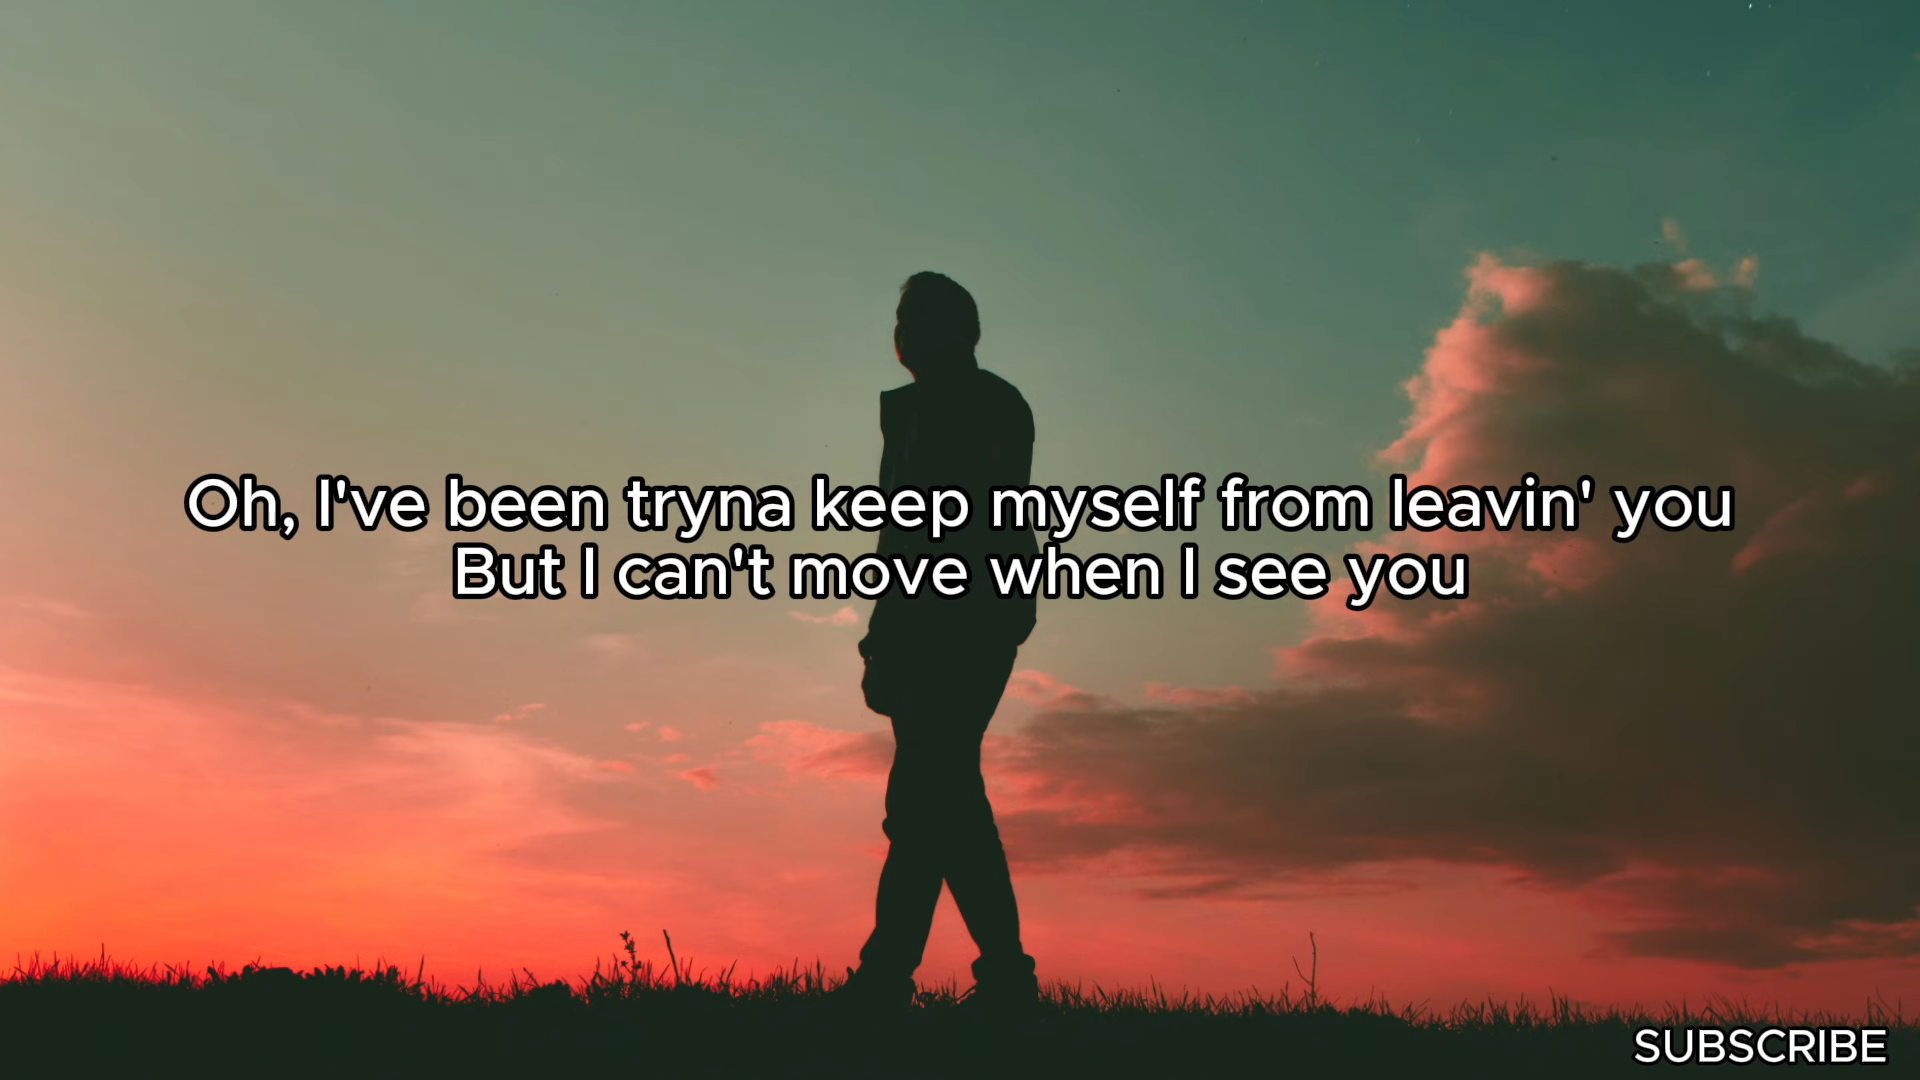 Oh, I've been tryna keep myself from leavin' you
But I can't move when I see you
SUBSCRIBE